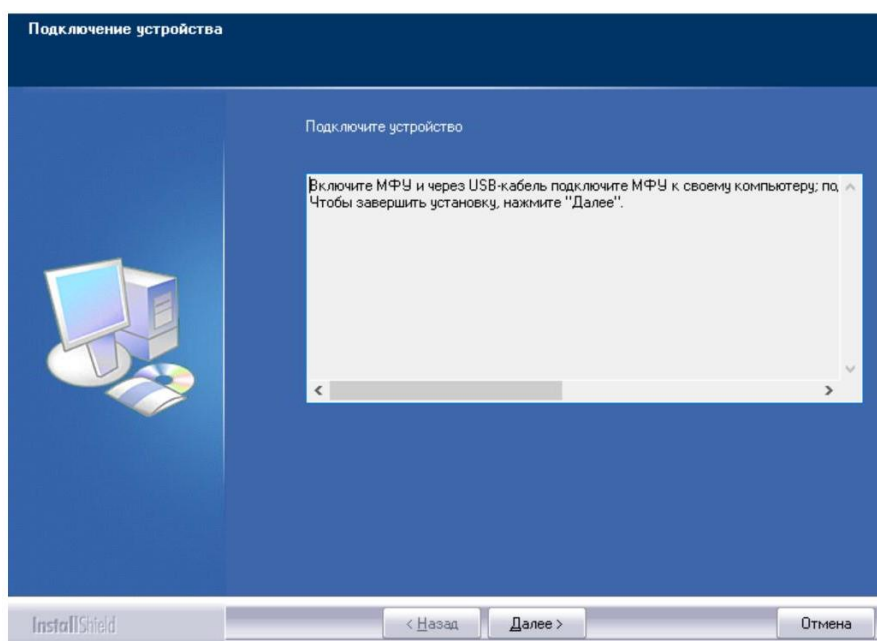 Подключение устройства
Подключите устройство
Включите МФУ и через USB-кабель подключите МФУ к своему компьютеру;
Чтобы завершить установку, нажмите "Далее".
InstallShield
< Назад
Далее >
Отмена